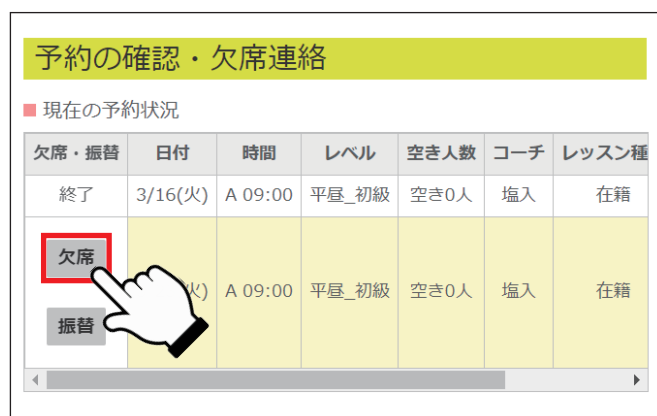 予約の確認・欠席連絡
現在の予約状況
欠席・振替 日付 時間 レベル 空き人数 コーチ レッスン種
終了 3/16(火) A 09:00 平昼_初級 空き0人 塩入 在籍
欠席
火) A 09:00 平昼_初級 空き0人 塩入 在籍
振替